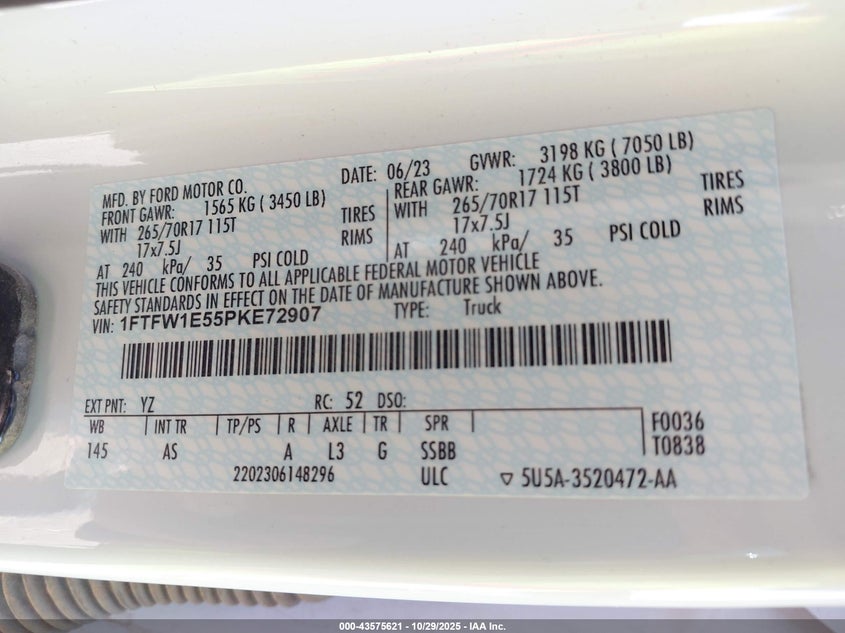 MFD. BY FORD MOTOR CO. DATE: 06/23 GVWR: 3198 KG ( 7050 LB)
FRONT GAWR: 1565 KG ( 3450 LB) REAR GAWR: 1724 KG ( 3800 LB)
WITH 265/70R17 115T TIRES WITH 265/70R17 115T TIRES
17x7.5J RIMS 17x7.5J RIMS
AT 240 kPa/ 35 PSI COLD AT 240 kPa/ 35 PSI COLD
THIS VEHICLE CONFORMS TO ALL APPLICABLE FEDERAL MOTOR VEHICLE
SAFETY STANDARDS IN EFFECT ON THE DATE OF MANUFACTURE SHOWN ABOVE.
VIN: 1FTFW1E55PKE72907 TYPE: Truck
EXT PNT: YZ RC: 52 DSO:
WB INT TR TP/PS R AXLE TR SPR F0036
145 AS A L3 G SSBB T0838
2202306148296 ULC ▽ 5U5A-3520472-AA
000-43575621 - 10/29/2025 - IAA Inc.